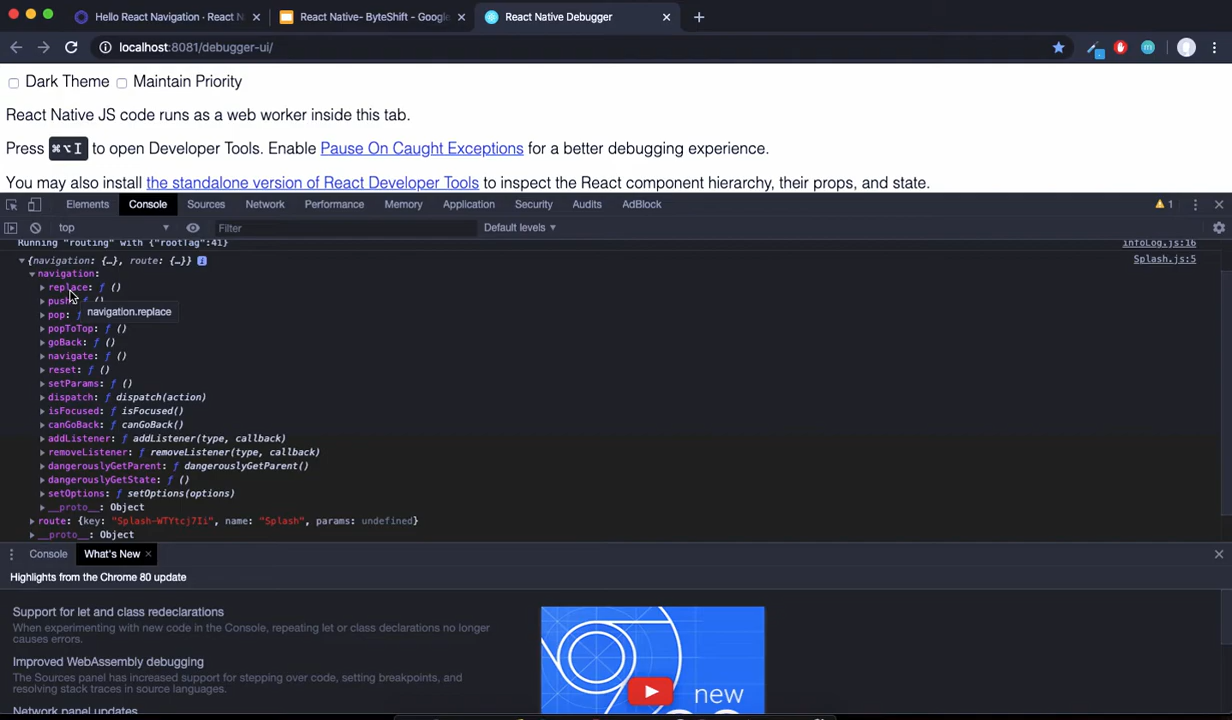 Hello React Navigation · React N
React Native- ByteShift - Google
React Native Debugger
localhost:8081/debugger-ui/
Dark Theme Maintain Priority
React Native JS code runs as a web worker inside this tab.
Press ⌘⌥I to open Developer Tools. Enable Pause On Caught Exceptions for a better debugging experience.
You may also install the standalone version of React Developer Tools to inspect the React component hierarchy, their props, and state.
Elements Console Sources Network Performance Memory Application Security Audits AdBlock 1
top Filter Default levels
Running "routing" with {"rootTag":41} infoLog.js:16
{navigation: {…}, route: {…}} Splash.js:5
navigation:
replace: ƒ ()
push: ƒ ()
navigation.replace
pop: ƒ
popToTop: ƒ ()
goBack: ƒ ()
navigate: ƒ ()
reset: ƒ ()
setParams: ƒ ()
dispatch: ƒ dispatch(action)
isFocused: ƒ isFocused()
canGoBack: ƒ canGoBack()
addListener: ƒ addListener(type, callback)
removeListener: ƒ removeListener(type, callback)
dangerouslyGetParent: ƒ dangerouslyGetParent()
dangerouslyGetState: ƒ ()
setOptions: ƒ setOptions(options)
__proto__: Object
route: {key: "Splash-WTYtcj7Ii", name: "Splash", params: undefined}
__proto__: Object
Console What's New
Highlights from the Chrome 80 update
Support for let and class redeclarations
When experimenting with new code in the Console, repeating let or class declarations no longer
causes errors.
Improved WebAssembly debugging
The Sources panel has increased support for stepping over code, setting breakpoints, and
resolving stack traces in source languages.
Network panel updates
new